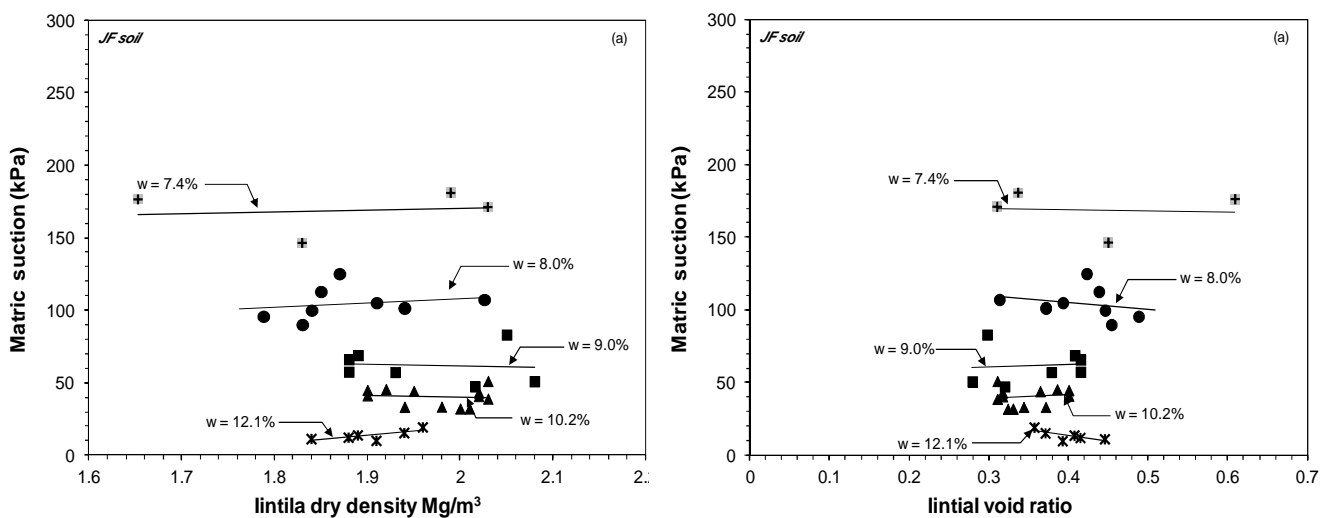 300
250
200
150
100
50
0
Matric suction (kPa)
JF soil
(a)
w = 7.4%
w = 8.0%
w = 9.0%
w = 10.2%
w = 12.1%
1.6 1.7 1.8 1.9 2.0 2.1 2.:
Iintila dry density Mg/m³
300
250
200
150
100
50
0
Matric suction (kPa)
JF soil
(a)
w = 7.4%
w = 8.0%
w = 9.0%
w = 10.2%
w = 12.1%
0 0.1 0.2 0.3 0.4 0.5 0.6 0.7
Iintial void ratio